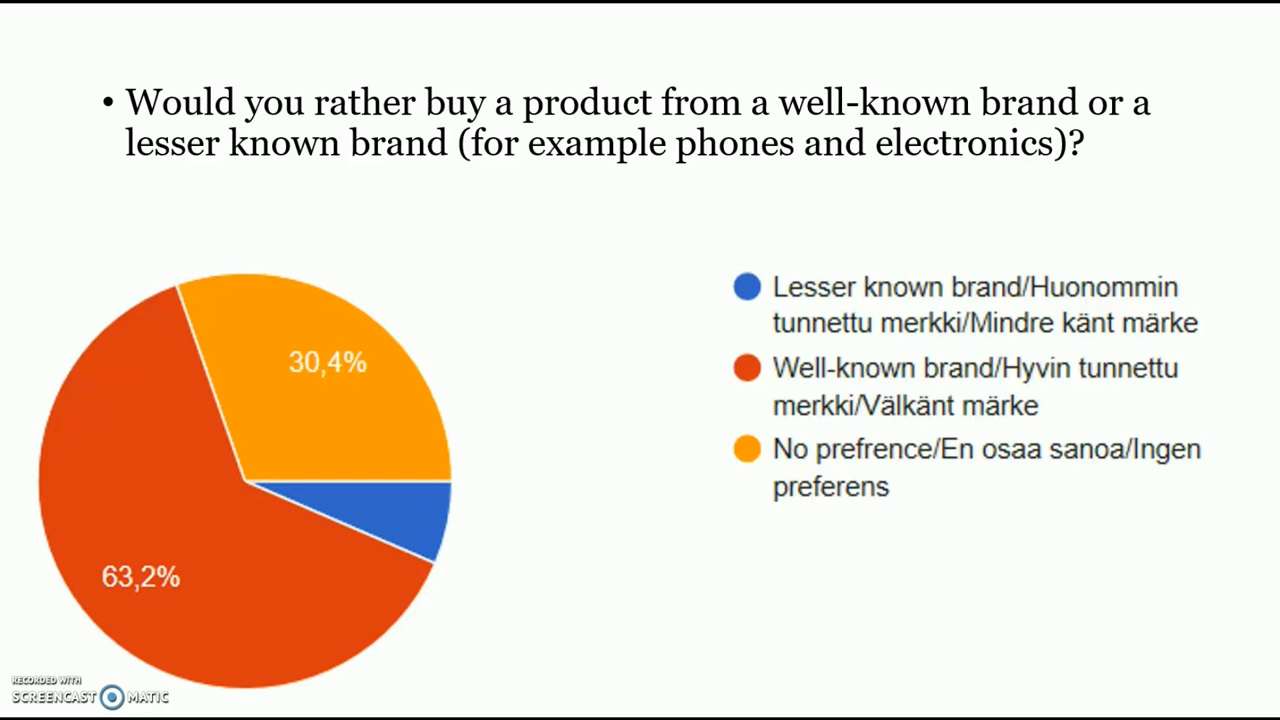 • Would you rather buy a product from a well-known brand or a
lesser known brand (for example phones and electronics)?
Lesser known brand/Huonommin
tunnettu merkki/Mindre känt märke
Well-known brand/Hyvin tunnettu
merkki/Välkänt märke
No prefrence/En osaa sanoa/Ingen
preferens
30,4%
63,2%
RECORDED WITH
SCREENCAST MATIC